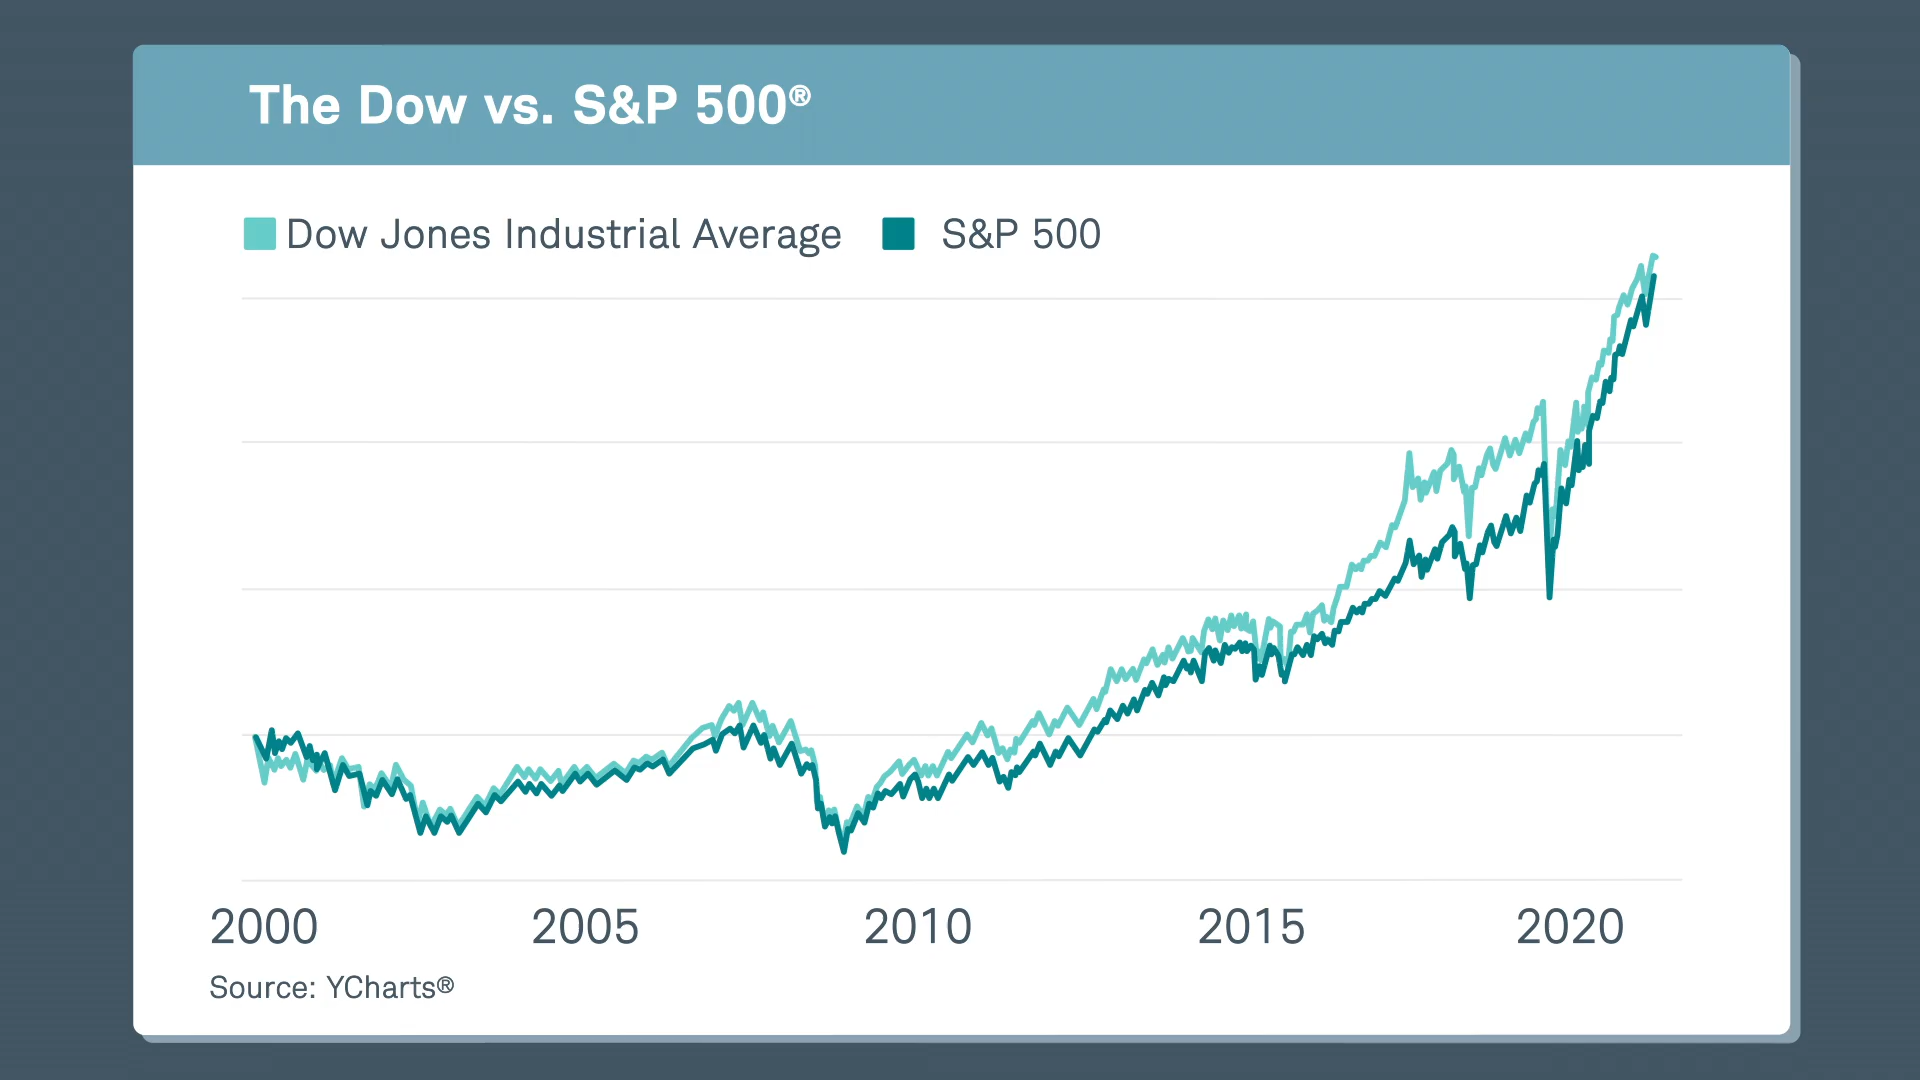 The Dow vs. S&P 500®
Dow Jones Industrial Average S&P 500
2000 2005 2010 2015 2020
Source: YCharts®